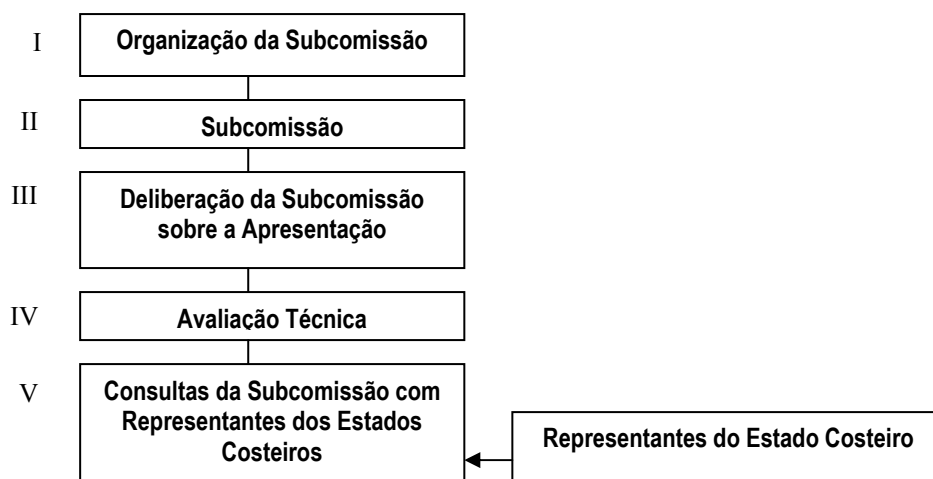 I
Organização da Subcomissão
II
Subcomissão
III
Deliberação da Subcomissão
sobre a Apresentação
IV
Avaliação Técnica
V
Consultas da Subcomissão com
Representantes dos Estados
Costeiros
Representantes do Estado Costeiro